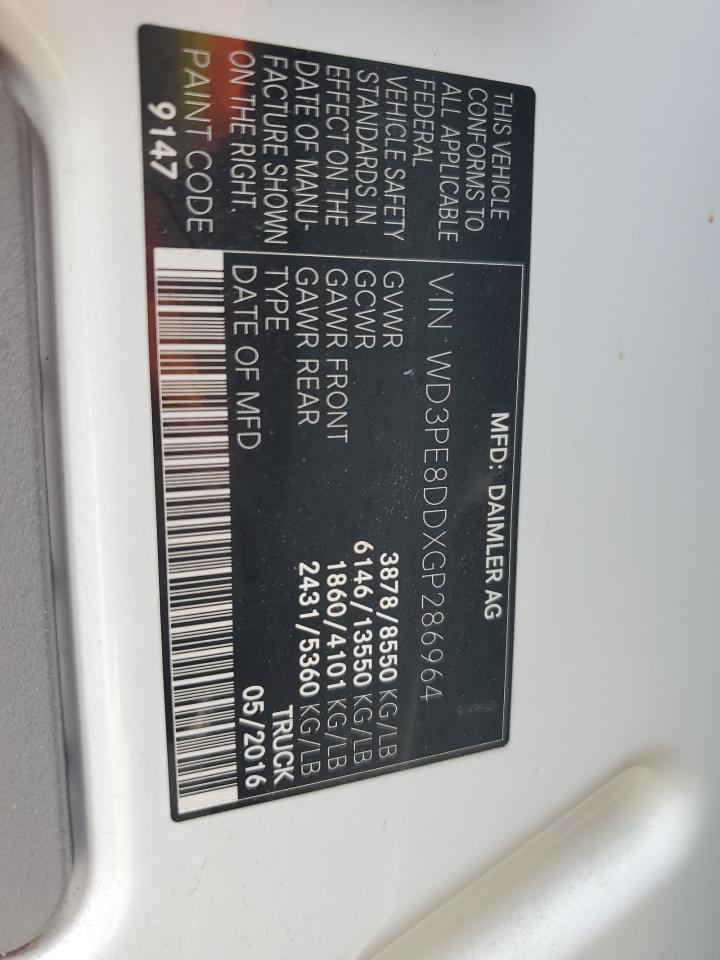 MFD: DAIMLER AG
VIN WD3PE8DDXGP286964
GVWR 3878/8550 KG/LB
GCWR 6146/13550 KG/LB
GAWR FRONT 1860/4101 KG/LB
GAWR REAR 2431/5360 KG/LB
TYPE TRUCK
DATE OF MFD 05/2016
THIS VEHICLE
CONFORMS TO
ALL APPLICABLE
FEDERAL
VEHICLE SAFETY
STANDARDS IN
EFFECT ON THE
DATE OF MANU-
FACTURE SHOWN
ON THE RIGHT.
PAINT CODE
9147